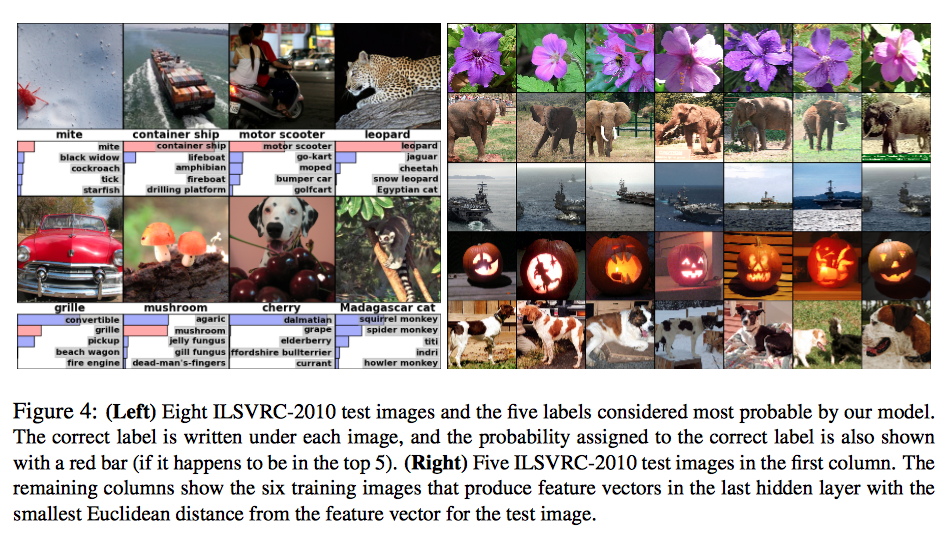 mite container ship motor scooter leopard
mite container ship motor scooter leopard
black widow lifeboat go-kart jaguar
cockroach amphibian moped cheetah
tick fireboat bumper car snow leopard
starfish drilling platform golfcart Egyptian cat
grille mushroom cherry Madagascar cat
convertible agaric dalmatian squirrel monkey
grille mushroom grape spider monkey
pickup jelly fungus elderberry titi
beach wagon gill fungus ffordshire bullterrier indri
fire engine dead-man's-fingers currant howler monkey
Figure 4: (Left) Eight ILSVRC-2010 test images and the five labels considered most probable by our model.
The correct label is written under each image, and the probability assigned to the correct label is also shown
with a red bar (if it happens to be in the top 5). (Right) Five ILSVRC-2010 test images in the first column. The
remaining columns show the six training images that produce feature vectors in the last hidden layer with the
smallest Euclidean distance from the feature vector for the test image.